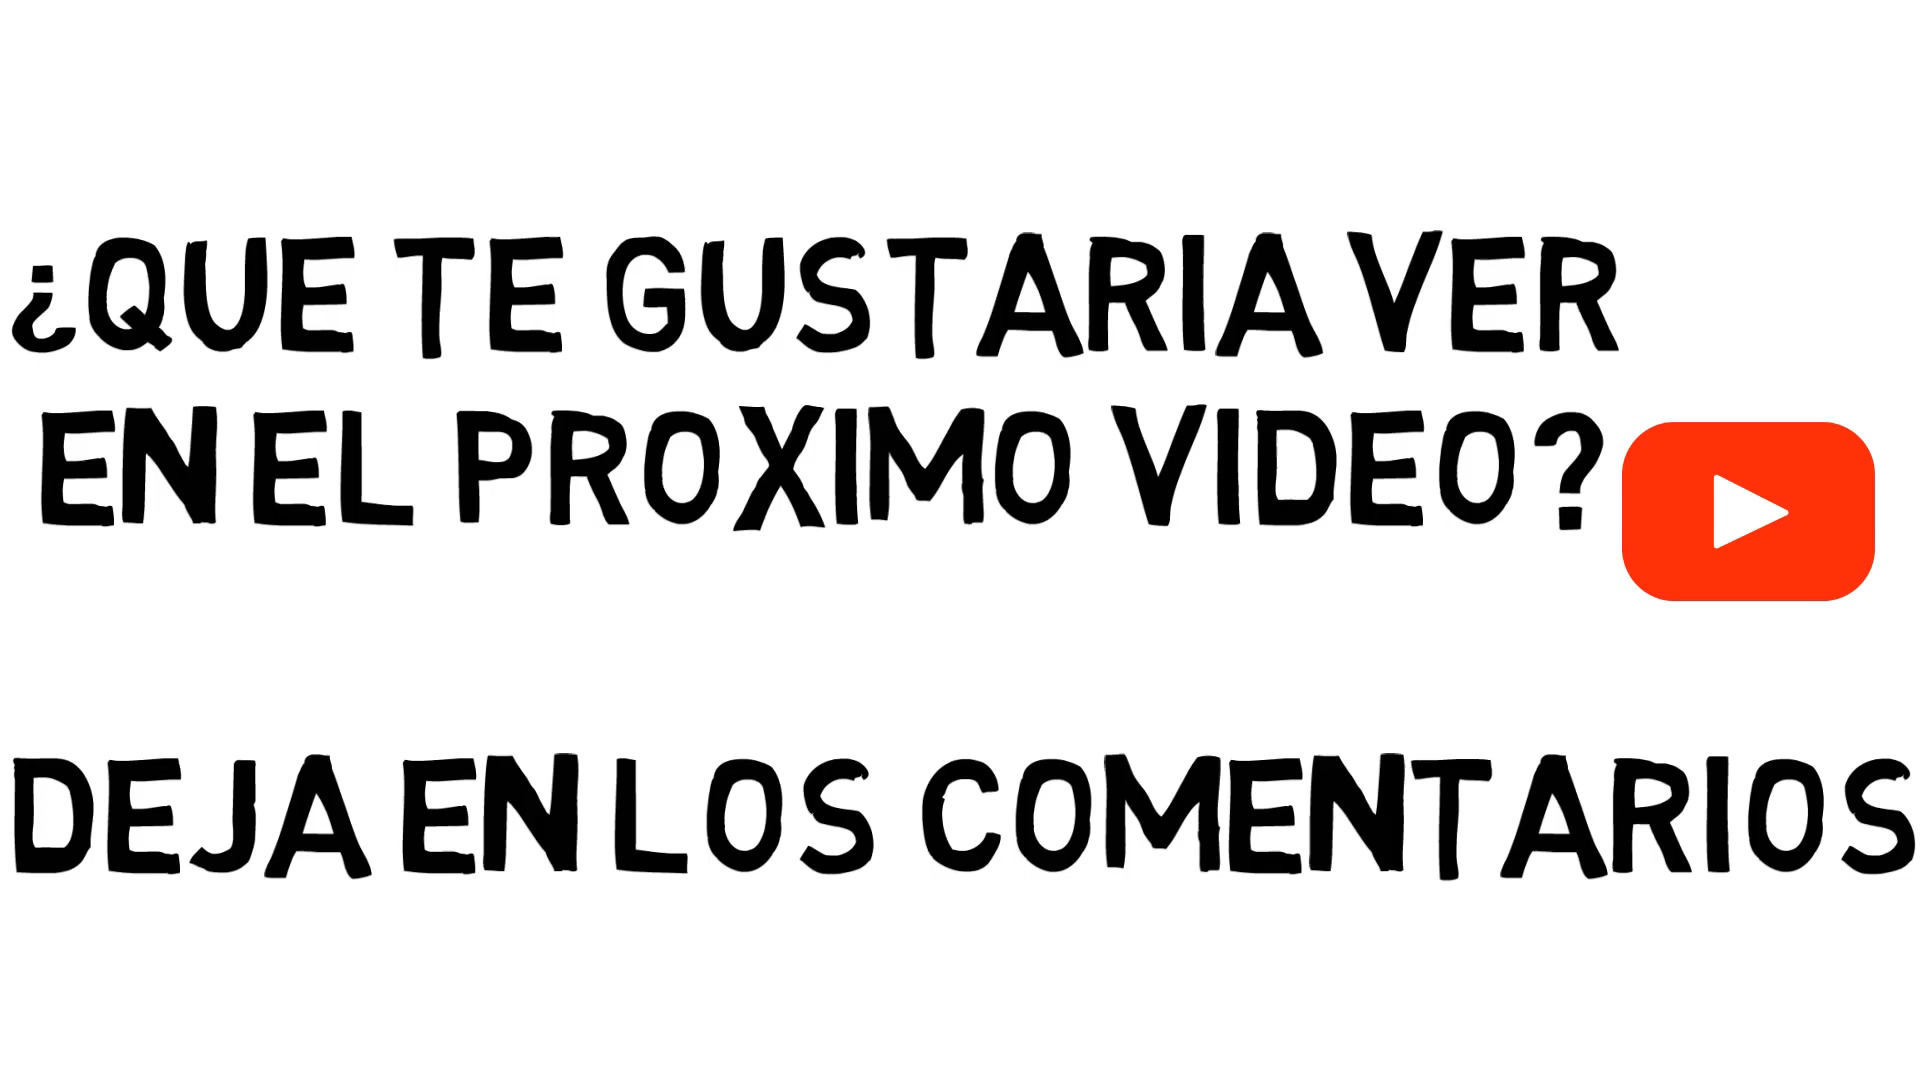 ¿QUE TE GUSTARIA VER
EN EL PROXIMO VIDEO?
DEJA EN LOS COMENTARIOS